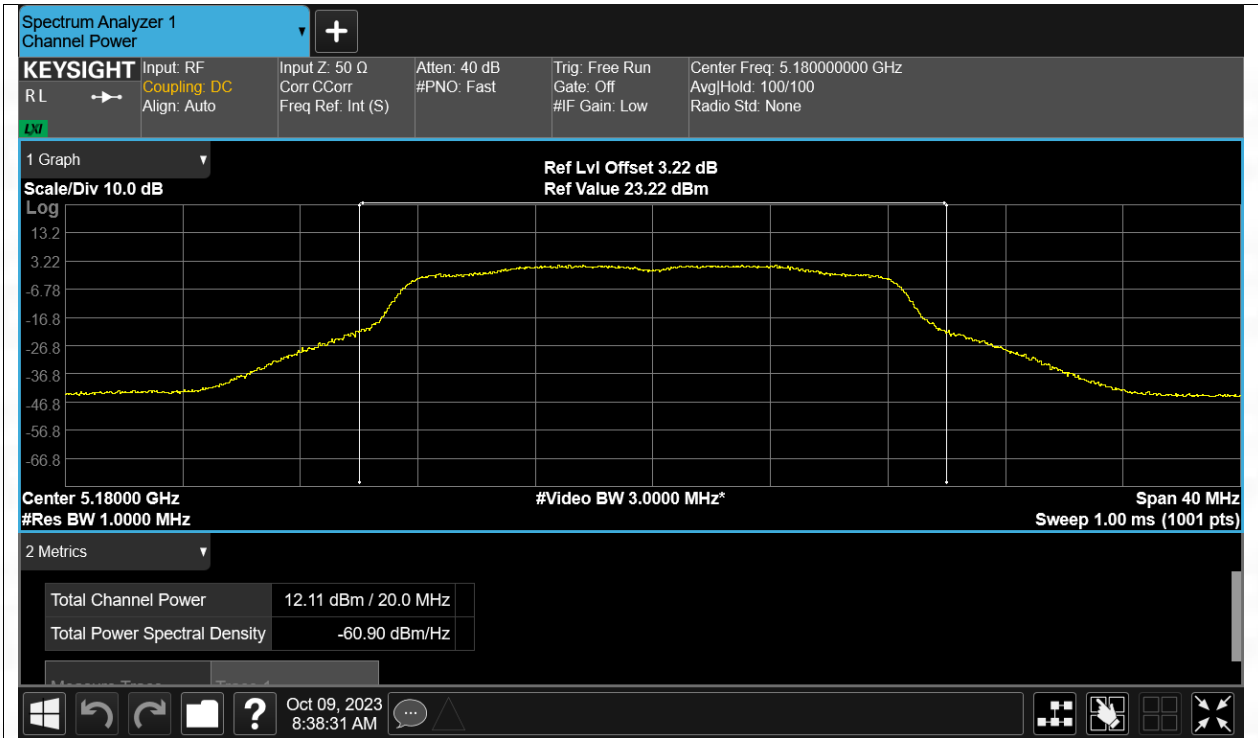 Spectrum Analyzer 1
Channel Power
KEYSIGHT
R L
LXI
Input: RF
Coupling: DC
Align: Auto
Input Z: 50 Ω
Corr CCorr
Freq Ref: Int (S)
Atten: 40 dB
#PNO: Fast
Trig: Free Run
Gate: Off
#IF Gain: Low
Center Freq: 5.180000000 GHz
Avg|Hold: 100/100
Radio Std: None
1 Graph
Scale/Div 10.0 dB
Ref Lvl Offset 3.22 dB
Ref Value 23.22 dBm
Log
13.2
3.22
-6.78
-16.8
-26.8
-36.8
-46.8
-56.8
-66.8
Center 5.18000 GHz
#Video BW 3.0000 MHz*
Span 40 MHz
#Res BW 1.0000 MHz
Sweep 1.00 ms (1001 pts)
2 Metrics
Total Channel Power 12.11 dBm / 20.0 MHz
Total Power Spectral Density -60.90 dBm/Hz
Measure Trace Trace 1
?
Oct 09, 2023
8:38:31 AM